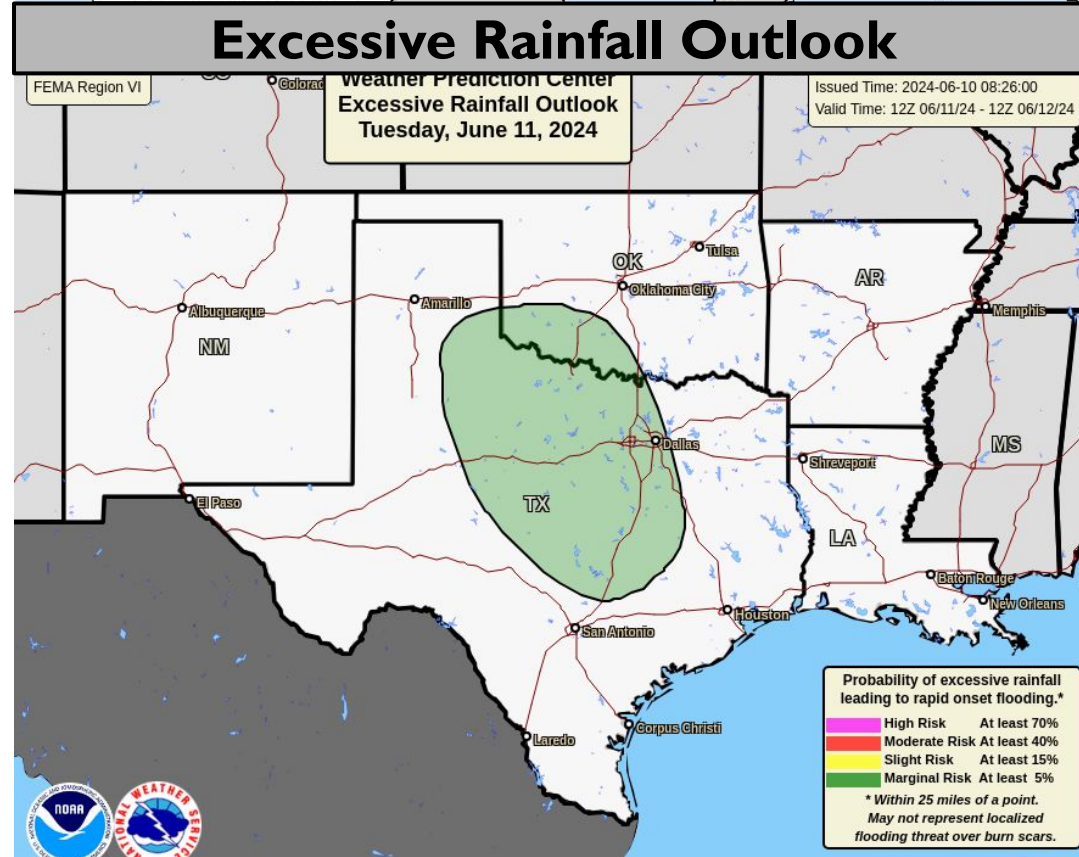 Excessive Rainfall Outlook
FEMA Region VI
Weather Prediction Center
Excessive Rainfall Outlook
Tuesday, June 11, 2024
Issued Time: 2024-06-10 08:26:00
Valid Time: 12Z 06/11/24 - 12Z 06/12/24
Tulsa
OK
Oklahoma City
AR
Amarillo
Albuquerque
Memphis
NM
Dallas
MS
Shreveport
El Paso
TX
LA
Baton Rouge
New Orleans
Houston
San Antonio
Corpus Christi
Laredo
Probability of excessive rainfall
leading to rapid onset flooding.*
High Risk At least 70%
Moderate Risk At least 40%
Slight Risk At least 15%
Marginal Risk At least 5%
* Within 25 miles of a point.
May not represent localized
flooding threat over burn scars.
NOAA
NATIONAL WEATHER SERVICE